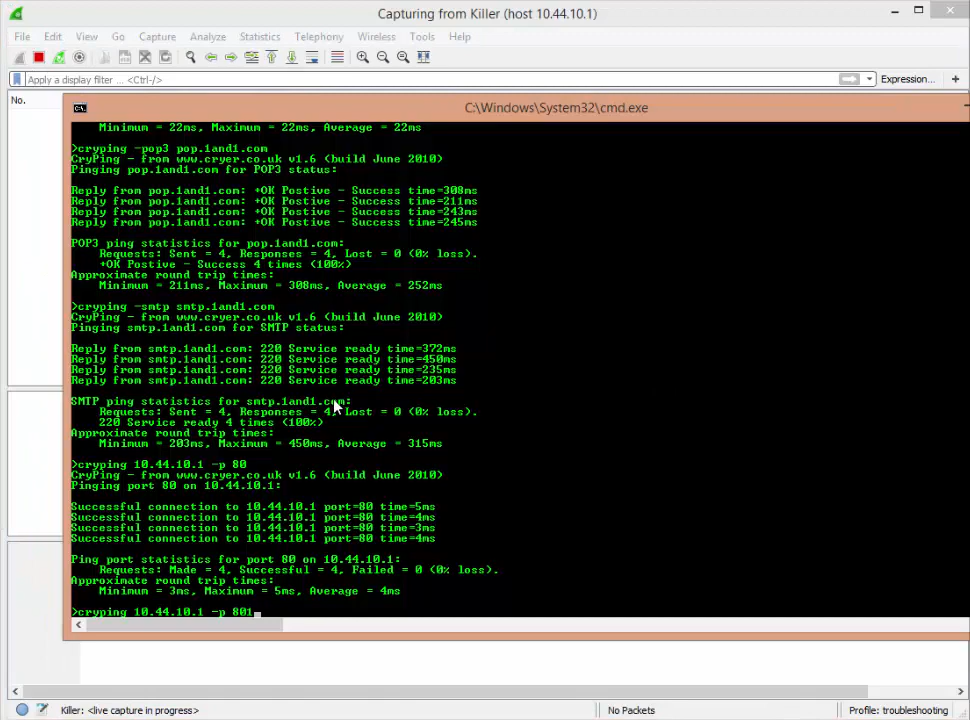 Capturing from Killer (host 10.44.10.1)
File Edit View Go Capture Analyze Statistics Telephony Wireless Tools Help
Apply a display filter ... <Ctrl-/>
Expression...
No.
C:\Windows\System32\cmd.exe
Minimum = 22ms, Maximum = 22ms, Average = 22ms
>cryping -pop3 pop.1and1.com
CryPing - from www.cryer.co.uk v1.6 (build June 2010)
Pinging pop.1and1.com for POP3 status:
Reply from pop.1and1.com: +OK Postive - Success time=308ms
Reply from pop.1and1.com: +OK Postive - Success time=211ms
Reply from pop.1and1.com: +OK Postive - Success time=243ms
Reply from pop.1and1.com: +OK Postive - Success time=245ms
POP3 ping statistics for pop.1and1.com:
Requests: Sent = 4, Responses = 4, Lost = 0 (0% loss).
+OK Postive - Success 4 times (100%)
Approximate round trip times:
Minimum = 211ms, Maximum = 308ms, Average = 252ms
>cryping -smtp smtp.1and1.com
CryPing - from www.cryer.co.uk v1.6 (build June 2010)
Pinging smtp.1and1.com for SMTP status:
Reply from smtp.1and1.com: 220 Service ready time=372ms
Reply from smtp.1and1.com: 220 Service ready time=450ms
Reply from smtp.1and1.com: 220 Service ready time=235ms
Reply from smtp.1and1.com: 220 Service ready time=203ms
SMTP ping statistics for smtp.1and1.com:
Requests: Sent = 4, Responses = 4, Lost = 0 (0% loss).
220 Service ready 4 times (100%)
Approximate round trip times:
Minimum = 203ms, Maximum = 450ms, Average = 315ms
>cryping 10.44.10.1 -p 80
CryPing - from www.cryer.co.uk v1.6 (build June 2010)
Pinging port 80 on 10.44.10.1:
Successful connection to 10.44.10.1 port=80 time=5ms
Successful connection to 10.44.10.1 port=80 time=4ms
Successful connection to 10.44.10.1 port=80 time=3ms
Successful connection to 10.44.10.1 port=80 time=4ms
Ping port statistics for port 80 on 10.44.10.1:
Requests: Made = 4, Successful = 4, Failed = 0 (0% loss).
Approximate round trip times:
Minimum = 3ms, Maximum = 5ms, Average = 4ms
>cryping 10.44.10.1 -p 801
Killer: <live capture in progress>
No Packets
Profile: troubleshooting